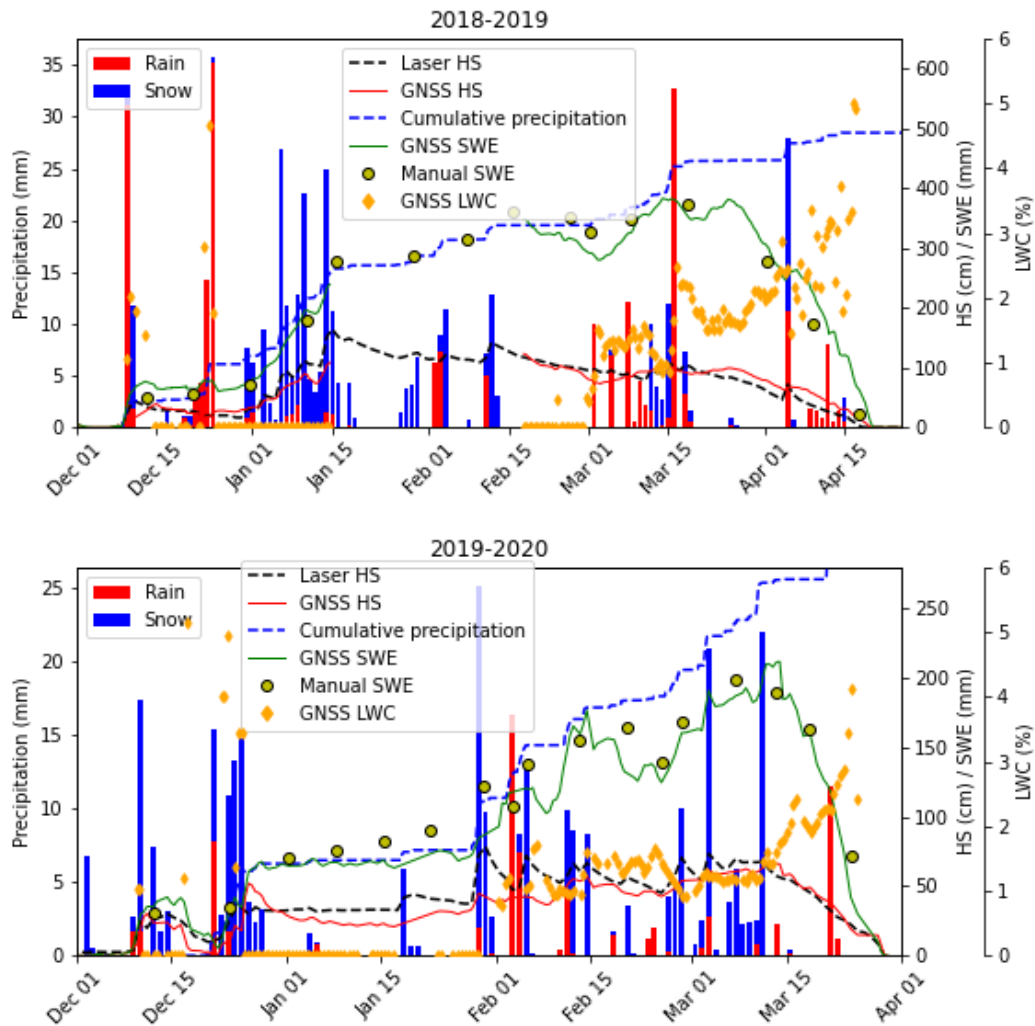 2018-2019
Rain
Snow
Laser HS
GNSS HS
Cumulative precipitation
GNSS SWE
Manual SWE
GNSS LWC
Precipitation (mm)
35
30
25
20
15
10
5
0
600
500
400
300
200
100
0
HS (cm) / SWE (mm)
6
5
4
3
2
1
0
LWC (%)
Dec 01
Dec 15
Jan 01
Jan 15
Feb 01
Feb 15
Mar 01
Mar 15
Apr 01
Apr 15
2019-2020
Rain
Snow
Laser HS
GNSS HS
Cumulative precipitation
GNSS SWE
Manual SWE
GNSS LWC
Precipitation (mm)
25
20
15
10
5
0
250
200
150
100
50
0
HS (cm) / SWE (mm)
6
5
4
3
2
1
0
LWC (%)
Dec 01
Dec 15
Jan 01
Jan 15
Feb 01
Feb 15
Mar 01
Mar 15
Apr 01